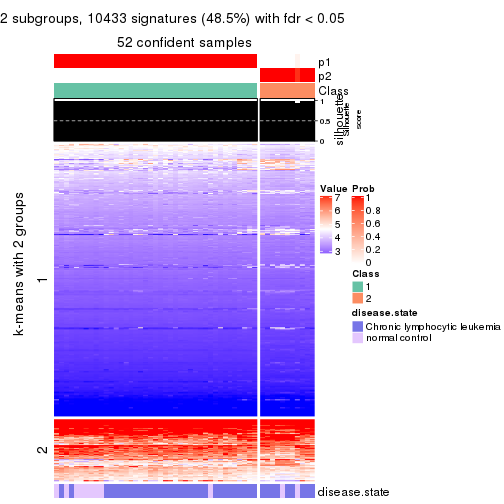 2 subgroups, 10433 signatures (48.5%) with fdr < 0.05
52 confident samples
p1
p2
Class
1
0.5
0
silhouette
Silhouette
score
k-means with 2 groups
1
2
Value
7
6
5
4
3
Prob
1
0.8
0.6
0.4
0.2
0
Class
1
2
disease.state
Chronic lymphocytic leukemia
normal control
disease.state